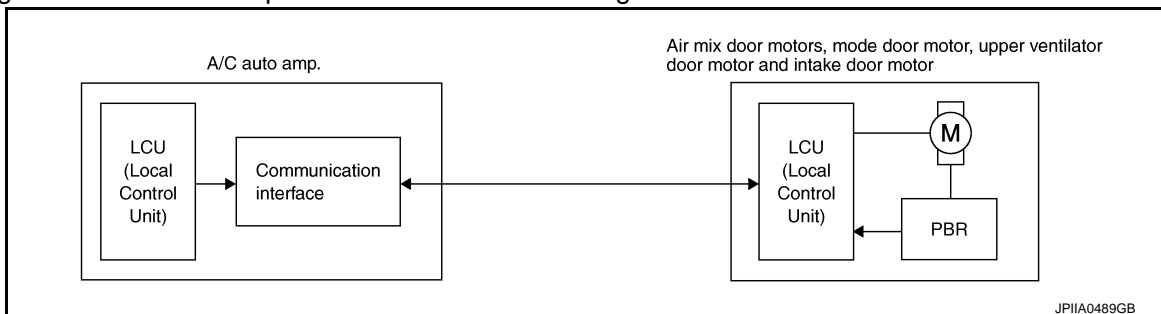 A/C auto amp.
LCU
(Local
Control
Unit)
Communication
interface
Air mix door motors, mode door motor, upper ventilator
door motor and intake door motor
LCU
(Local
Control
Unit)
M
PBR
JPIIA0489GB